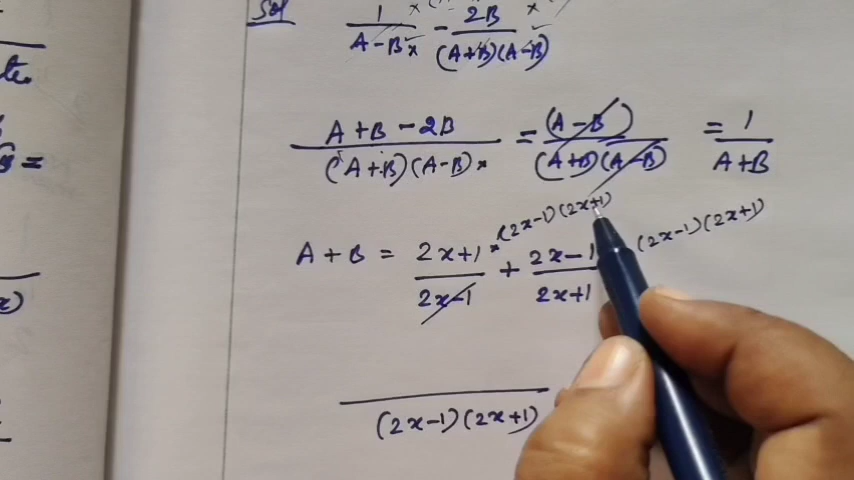 Sol 1/(A-B) - 2B/((A+B)(A-B))
(A+B-2B)/((A+B)(A-B)) = (A-B)/((A+B)(A-B)) = 1/(A+B)
A+B = (2x+1)/(2x-1) × (2x-1)(2x+1) + (2x-1)/(2x+1) (2x-1)(2x+1)
(2x-1)(2x+1)